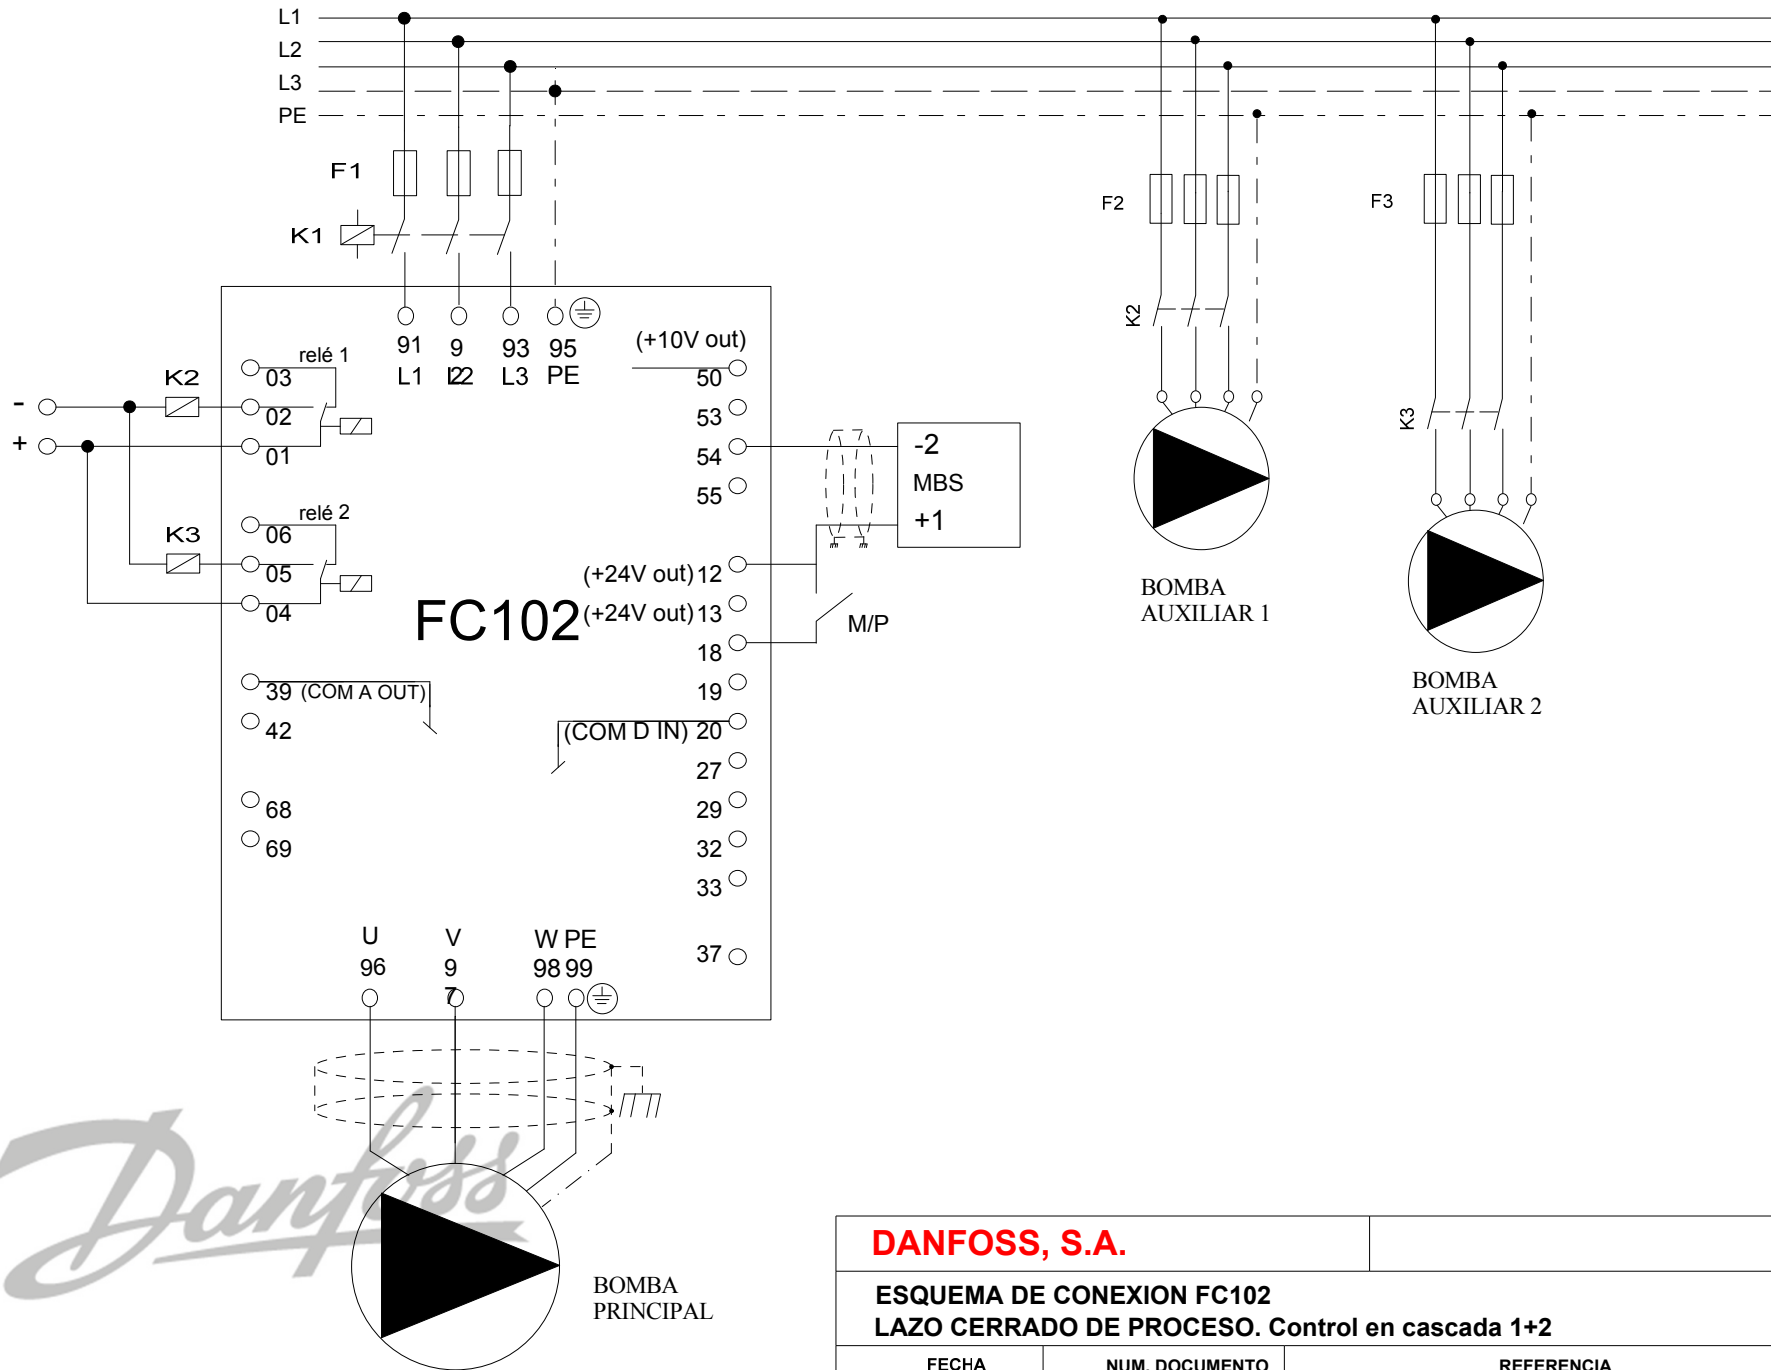 L1
L2
L3
PE
F1
K1
F2
F3
K2
K3
91
9
2
93
95
L1
L2
L3
PE
(+10V out)
relé 1
03
02
01
K2
-
+
relé 2
06
05
04
K3
50
53
54
55
-2
MBS
+1
(+24V out) 12
(+24V out) 13
FC102
M/P
18
19
39 (COM A OUT)
42
(COM D IN) 20
27
29
32
33
37
68
69
U
V
W PE
96
9
7
98 99
BOMBA
AUXILIAR 1
BOMBA
AUXILIAR 2
Danfoss
BOMBA
PRINCIPAL
DANFOSS, S.A.
ESQUEMA DE CONEXION FC102
LAZO CERRADO DE PROCESO. Control en cascada 1+2
FECHA
NUM. DOCUMENTO
REFERENCIA